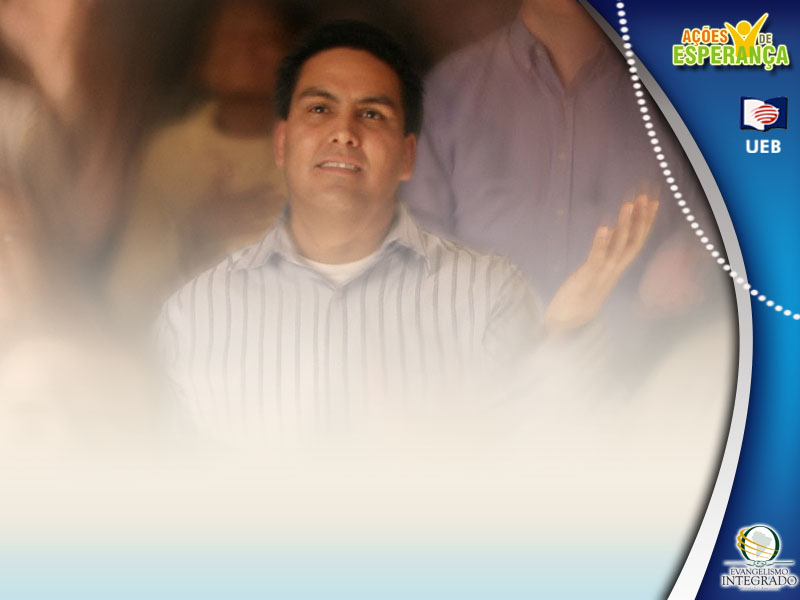 AÇÕES DE
ESPERANÇA
UEB
EVANGELISMO
INTEGRADO